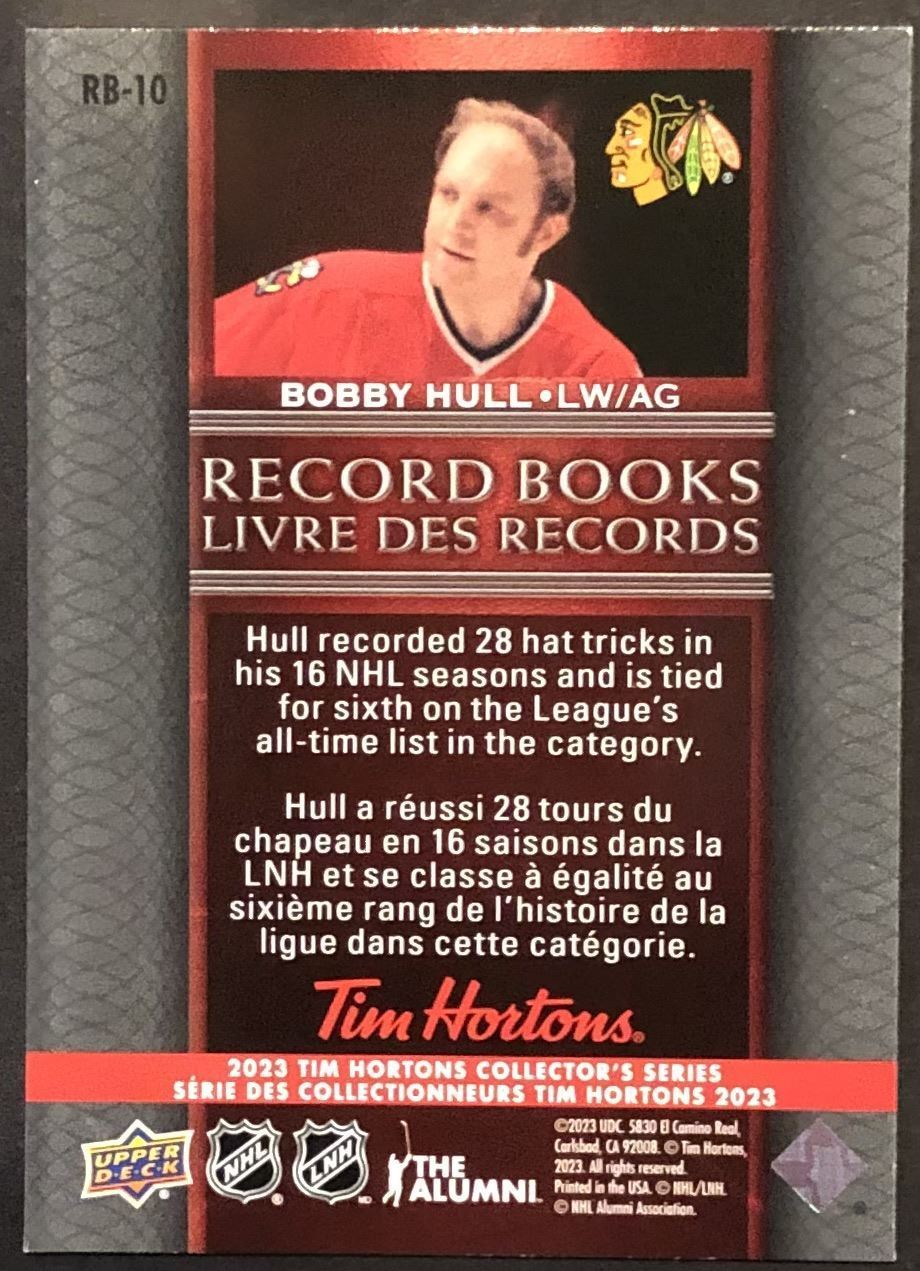 RB-10
BOBBY HULL • LW/AG
RECORD BOOKS
LIVRE DES RECORDS
Hull recorded 28 hat tricks in
his 16 NHL seasons and is tied
for sixth on the League's
all-time list in the category.
Hull a réussi 28 tours du
chapeau en 16 saisons dans la
LNH et se classe à égalité au
sixième rang de l'histoire de la
ligue dans cette catégorie.
Tim Hortons®
2023 TIM HORTONS COLLECTOR'S SERIES
SÉRIE DES COLLECTIONNEURS TIM HORTONS 2023
UPPER
D·E·C·K
NHL
LNH
THE
ALUMNI™
©2023 UDC. 5830 El Camino Real,
Carlsbad, CA 92008. © Tim Hortons,
2023. All rights reserved.
Printed in the USA. © NHL/LNH.
© NHL Alumni Association.